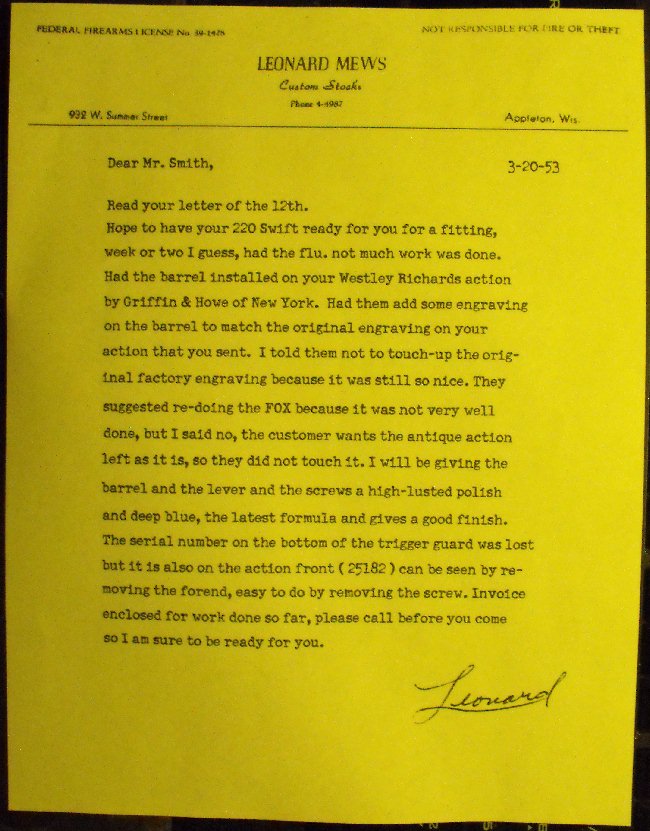 FEDERAL FIREARMS LICENSE No. 39-1475
NOT RESPONSIBLE FOR FIRE OR THEFT
LEONARD MEWS
Custom Stocks
Phone 4-4987
932 W. Summer Street
Appleton, Wis.
Dear Mr. Smith,
3-20-53
Read your letter of the 12th.
Hope to have your 220 Swift ready for you for a fitting,
week or two I guess, had the flu. not much work was done.
Had the barrel installed on your Westley Richards action
by Griffin & Howe of New York. Had them add some engraving
on the barrel to match the original engraving on your
action that you sent. I told them not to touch-up the orig-
inal factory engraving because it was still so nice. They
suggested re-doing the FOX because it was not very well
done, but I said no, the customer wants the antique action
left as it is, so they did not touch it. I will be giving the
barrel and the lever and the screws a high-lusted polish
and deep blue, the latest formula and gives a good finish.
The serial number on the bottom of the trigger guard was lost
but it is also on the action front ( 25182 ) can be seen by re-
moving the forend, easy to do by removing the screw. Invoice
enclosed for work done so far, please call before you come
so I am sure to be ready for you.
Leonard